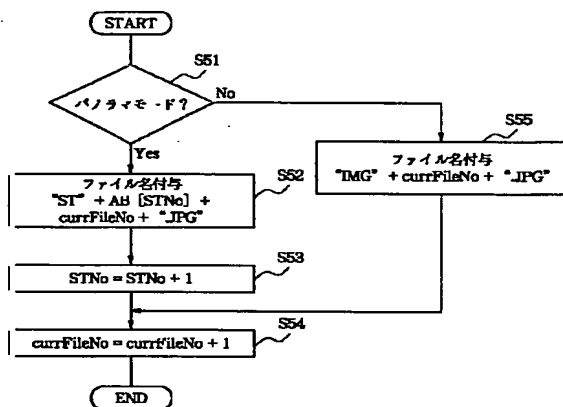 START
S51
パノラマモード?
No
Yes
S55
ファイル名付与
"IMG" + currFileNo + ".JPG"
S52
ファイル名付与
"ST" + AB [STNo] +
currFileNo + ".JPG"
S53
STNo = STNo + 1
S54
currFileNo = currFileNo + 1
END